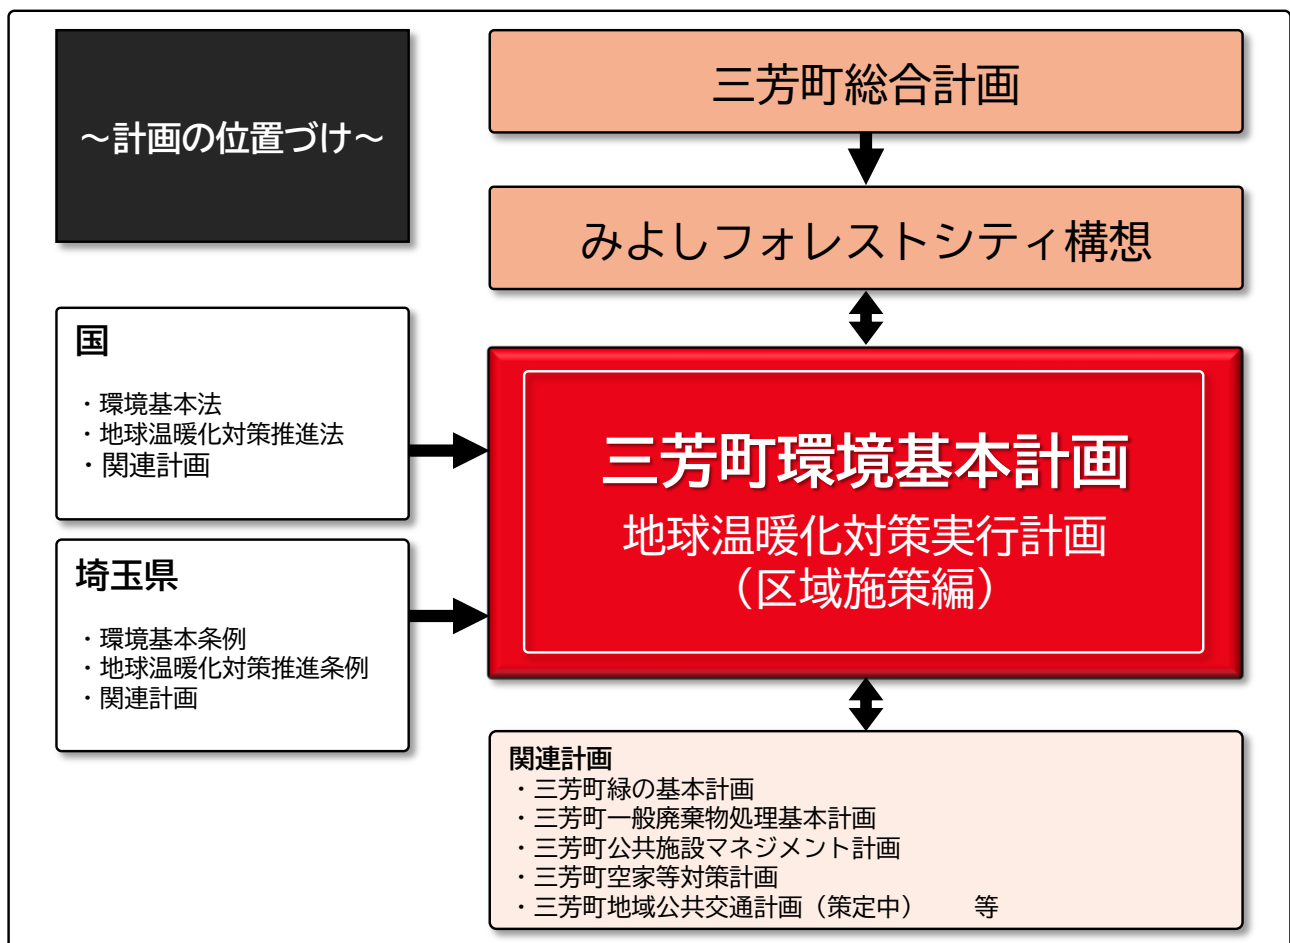 ～計画の位置づけ～
三芳町総合計画
みよしフォレストシティ構想
国
・環境基本法
・地球温暖化対策推進法
・関連計画
埼玉県
・環境基本条例
・地球温暖化対策推進条例
・関連計画
三芳町環境基本計画
地球温暖化対策実行計画
（区域施策編）
関連計画
・三芳町緑の基本計画
・三芳町一般廃棄物処理基本計画
・三芳町公共施設マネジメント計画
・三芳町空家等対策計画
・三芳町地域公共交通計画（策定中）　　等